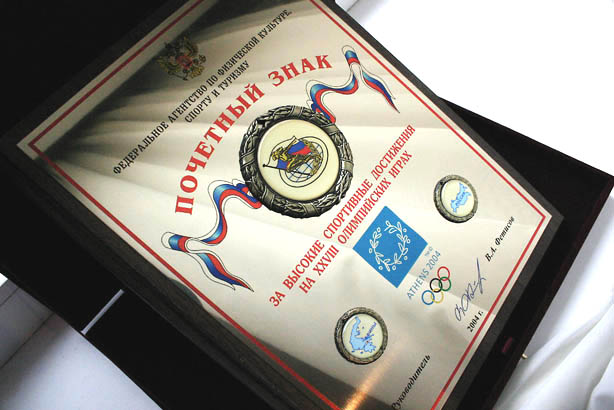 ФЕДЕРАЛЬНОЕ АГЕНТСТВО ПО ФИЗИЧЕСКОЙ КУЛЬТУРЕ,
СПОРТУ И ТУРИЗМУ
ПОЧЕТНЫЙ ЗНАК
ЗА ВЫСОКИЕ СПОРТИВНЫЕ ДОСТИЖЕНИЯ
НА XXVIII ОЛИМПИЙСКИХ ИГРАХ
ATHENS 2004
Руководитель
В.А. Фетисов
2004 г.